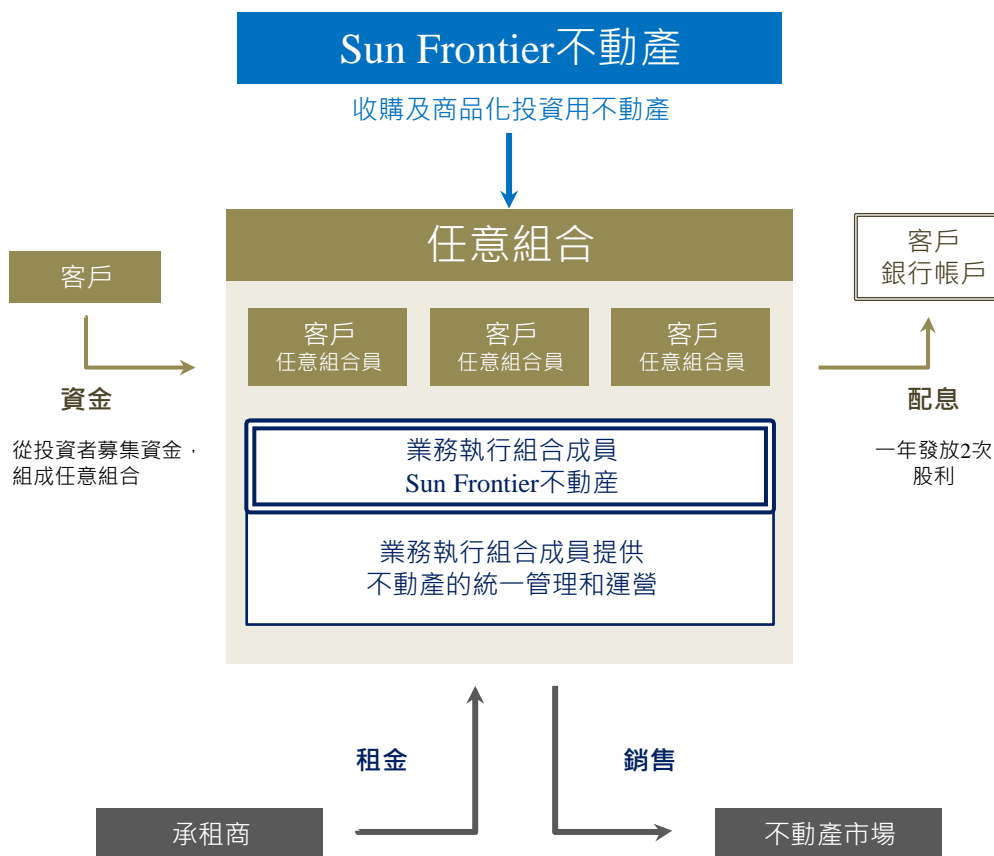 Sun Frontier不動產
收購及商品化投資用不動產
任意組合
客戶
客戶
銀行帳戶
客戶
任意組合員
客戶
任意組合員
客戶
任意組合員
資金
從投資者募集資金，
組成任意組合
配息
一年發放2次
股利
業務執行組合成員
Sun Frontier不動産
業務執行組合成員提供
不動產的統一管理和運營
租金
銷售
承租商
不動產市場